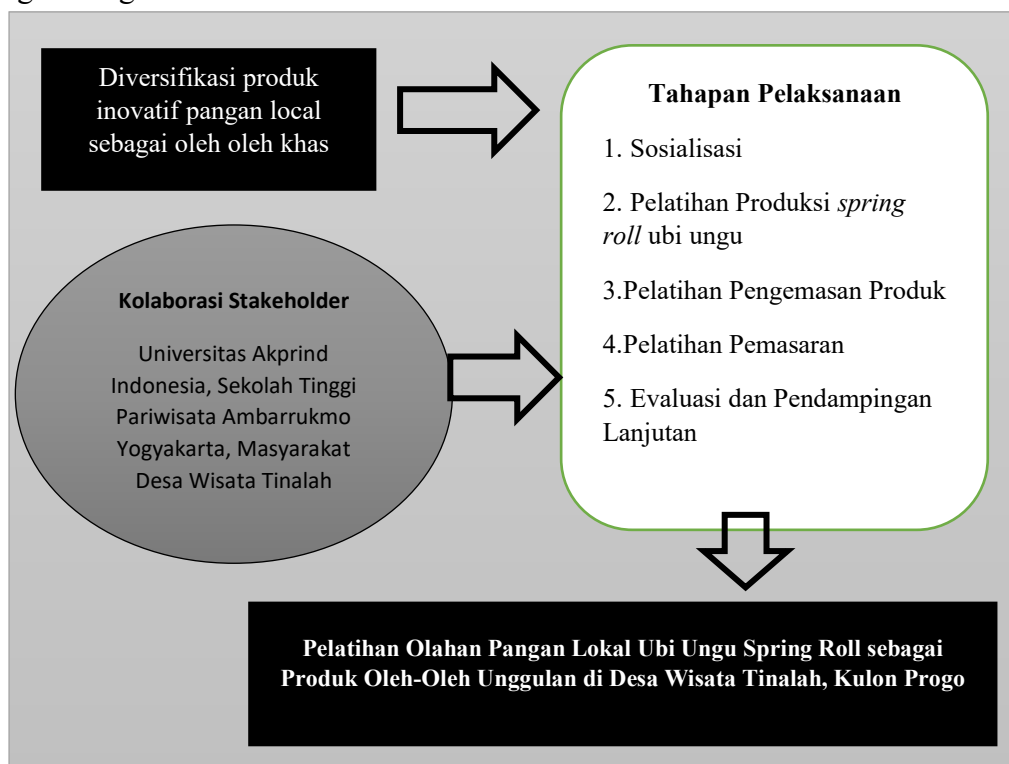 Diversifikasi produk
inovatif pangan local
sebagai oleh oleh khas
Kolaborasi Stakeholder
Universitas Akprind
Indonesia, Sekolah Tinggi
Pariwisata Ambarrukmo
Yogyakarta, Masyarakat
Desa Wisata Tinalah
Tahapan Pelaksanaan
1. Sosialisasi
2. Pelatihan Produksi spring
roll ubi ungu
3.Pelatihan Pengemasan Produk
4.Pelatihan Pemasaran
5. Evaluasi dan Pendampingan
Lanjutan
Pelatihan Olahan Pangan Lokal Ubi Ungu Spring Roll sebagai
Produk Oleh-Oleh Unggulan di Desa Wisata Tinalah, Kulon Progo